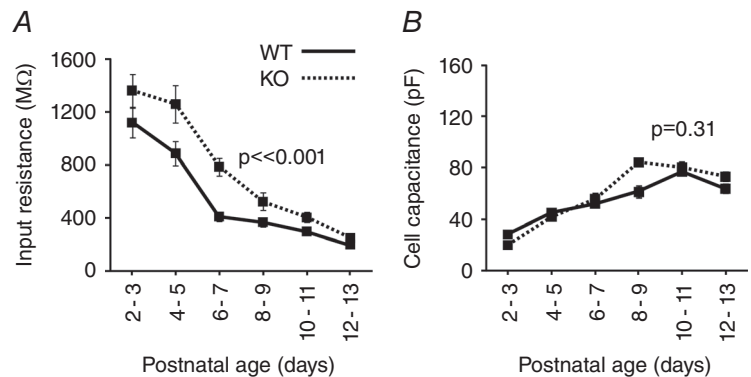 A
WT
KO
Input resistance (MΩ)
1600
1200
800
400
0
p<<0.001
2 - 3
4 - 5
6 - 7
8 - 9
10 - 11
12 - 13
Postnatal age (days)
B
Cell capacitance (pF)
160
120
80
40
0
p=0.31
2 - 3
4 - 5
6 - 7
8 - 9
10 - 11
12 - 13
Postnatal age (days)